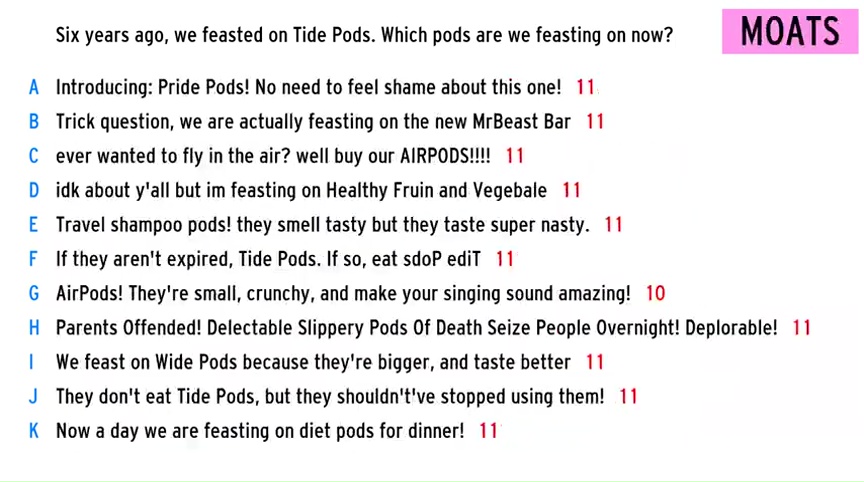 Six years ago, we feasted on Tide Pods. Which pods are we feasting on now?
MOATS
A Introducing: Pride Pods! No need to feel shame about this one! 11
B Trick question, we are actually feasting on the new MrBeast Bar 11
C ever wanted to fly in the air? well buy our AIRPODS!!!! 11
D idk about y'all but im feasting on Healthy Fruin and Vegebale 11
E Travel shampoo pods! they smell tasty but they taste super nasty. 11
F If they aren't expired, Tide Pods. If so, eat sdoP ediT 11
G AirPods! They're small, crunchy, and make your singing sound amazing! 10
H Parents Offended! Delectable Slippery Pods Of Death Seize People Overnight! Deplorable! 11
I We feast on Wide Pods because they're bigger, and taste better 11
J They don't eat Tide Pods, but they shouldn't've stopped using them! 11
K Now a day we are feasting on diet pods for dinner! 11